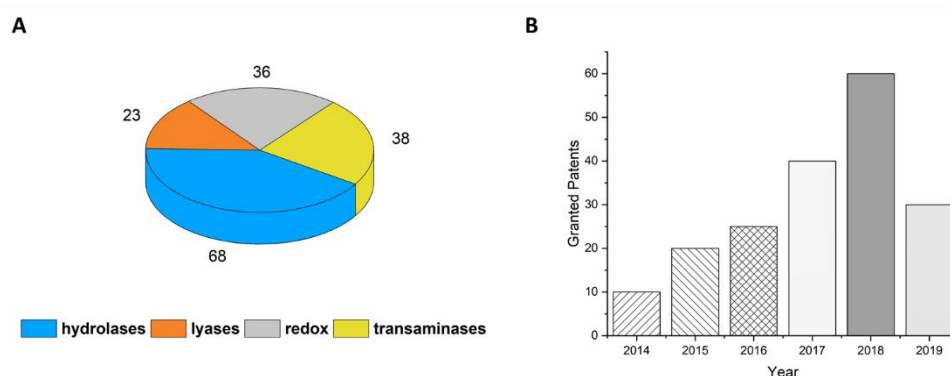 A
36
23
38
68
hydrolases lyases redox transaminases
B
Granted Patents
60
50
40
30
20
10
0
2014 2015 2016 2017 2018 2019
Year